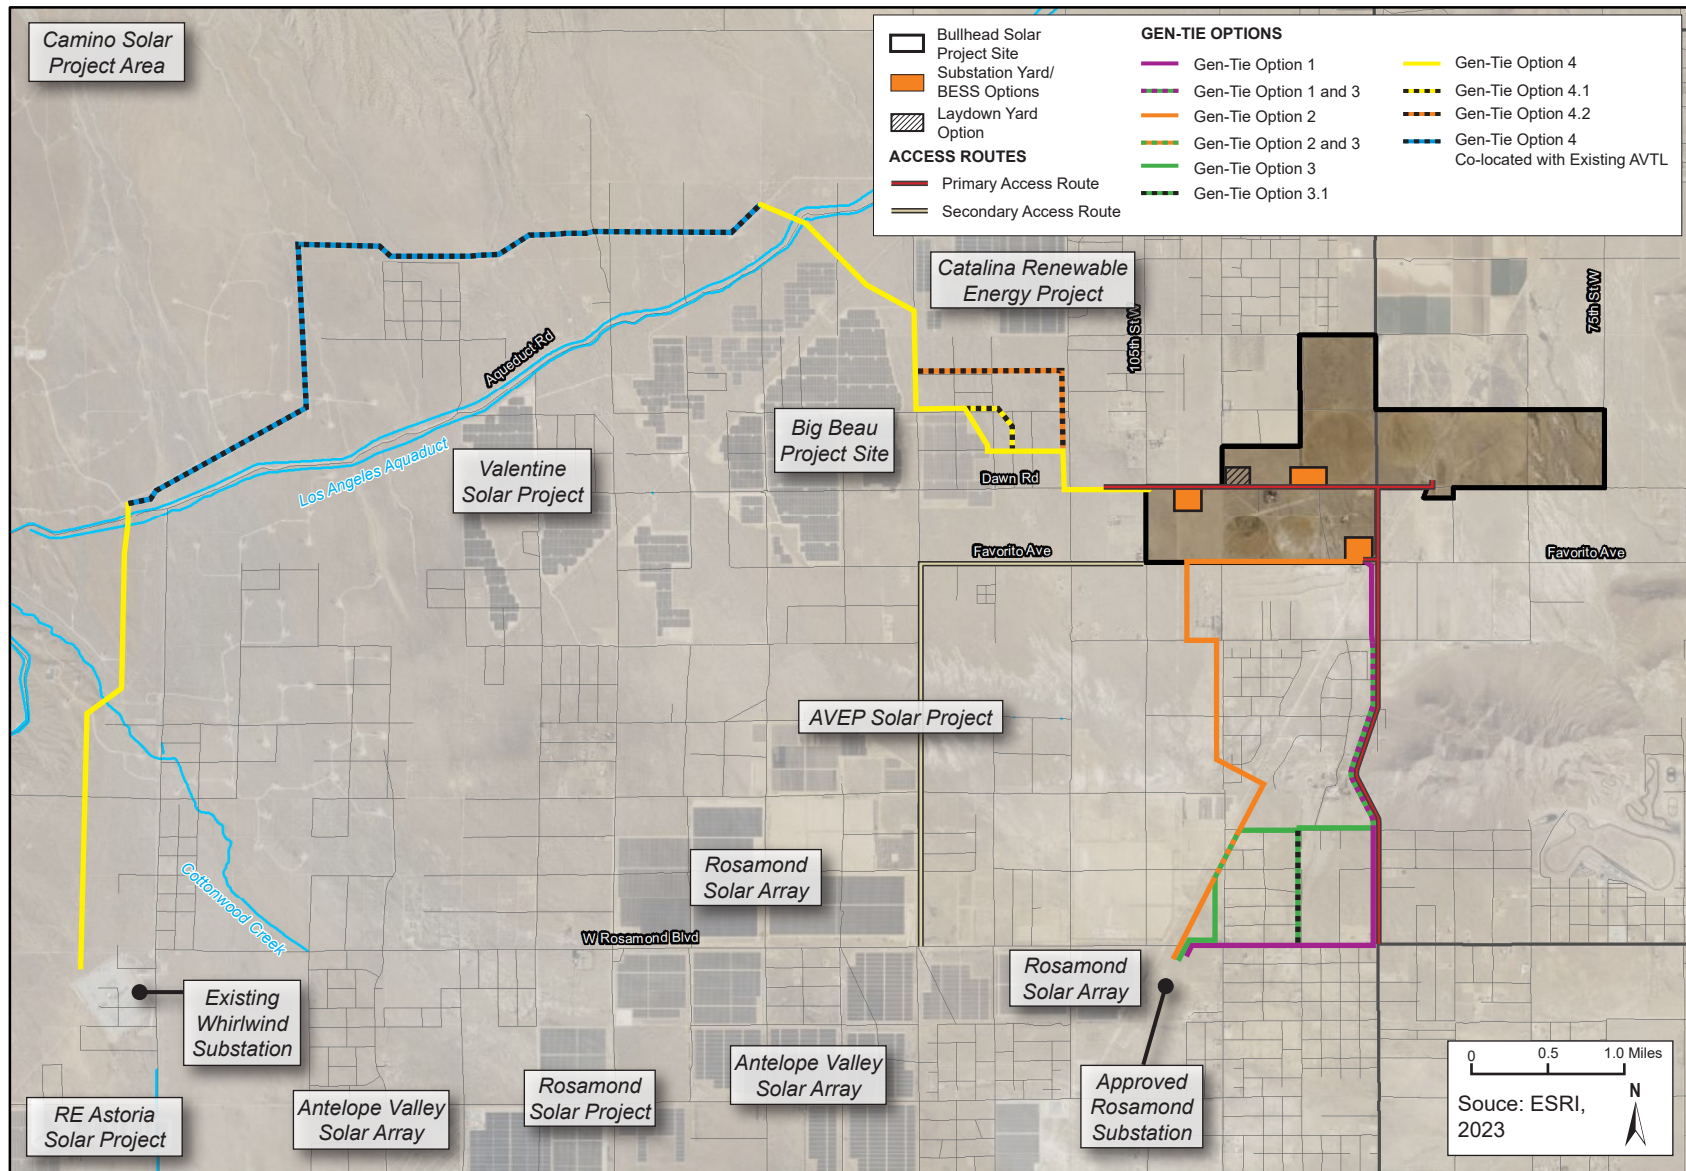 Camino Solar
Project Area
Bullhead Solar
Project Site
Substation Yard/
BESS Options
Laydown Yard
Option
ACCESS ROUTES
Primary Access Route
Secondary Access Route
GEN-TIE OPTIONS
Gen-Tie Option 1
Gen-Tie Option 1 and 3
Gen-Tie Option 2
Gen-Tie Option 2 and 3
Gen-Tie Option 3
Gen-Tie Option 3.1
Gen-Tie Option 4
Gen-Tie Option 4.1
Gen-Tie Option 4.2
Gen-Tie Option 4
Co-located with Existing AVTL
Catalina Renewable
Energy Project
105th St W
75th St W
Aqueduct Rd
Los Angeles Aquaduct
Valentine
Solar Project
Big Beau
Project Site
Dawn Rd
Favorito Ave
Favorito Ave
AVEP Solar Project
Rosamond
Solar Array
Cottonwood Creek
W Rosamond Blvd
Rosamond
Solar Array
Existing
Whirlwind
Substation
Antelope Valley
Solar Array
Rosamond
Solar Project
Antelope Valley
Solar Array
Approved
Rosamond
Substation
RE Astoria
Solar Project
0 0.5 1.0 Miles
N
Souce: ESRI,
2023